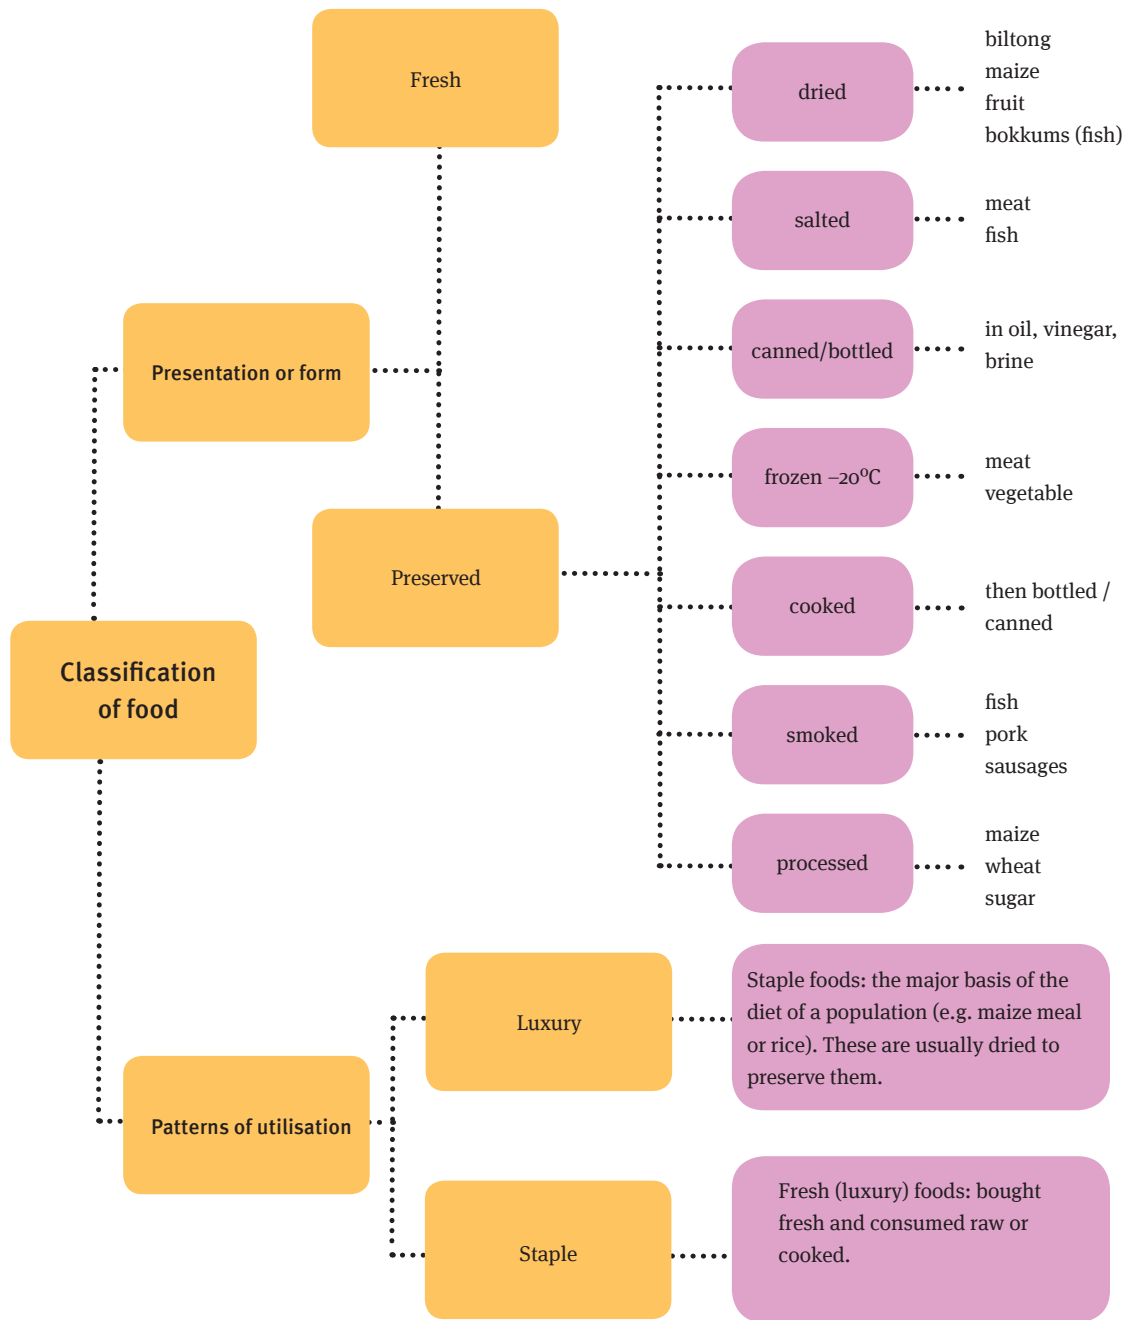 Fresh
dried
biltong
maize
fruit
bokkums (fish)
salted
meat
fish
Presentation or form
canned/bottled
in oil, vinegar,
brine
frozen –20⁰C
meat
vegetable
Preserved
cooked
then bottled /
canned
Classification
of food
smoked
fish
pork
sausages
processed
maize
wheat
sugar
Luxury
Staple foods: the major basis of the
diet of a population (e.g. maize meal
or rice). These are usually dried to
preserve them.
Patterns of utilisation
Staple
Fresh (luxury) foods: bought
fresh and consumed raw or
cooked.